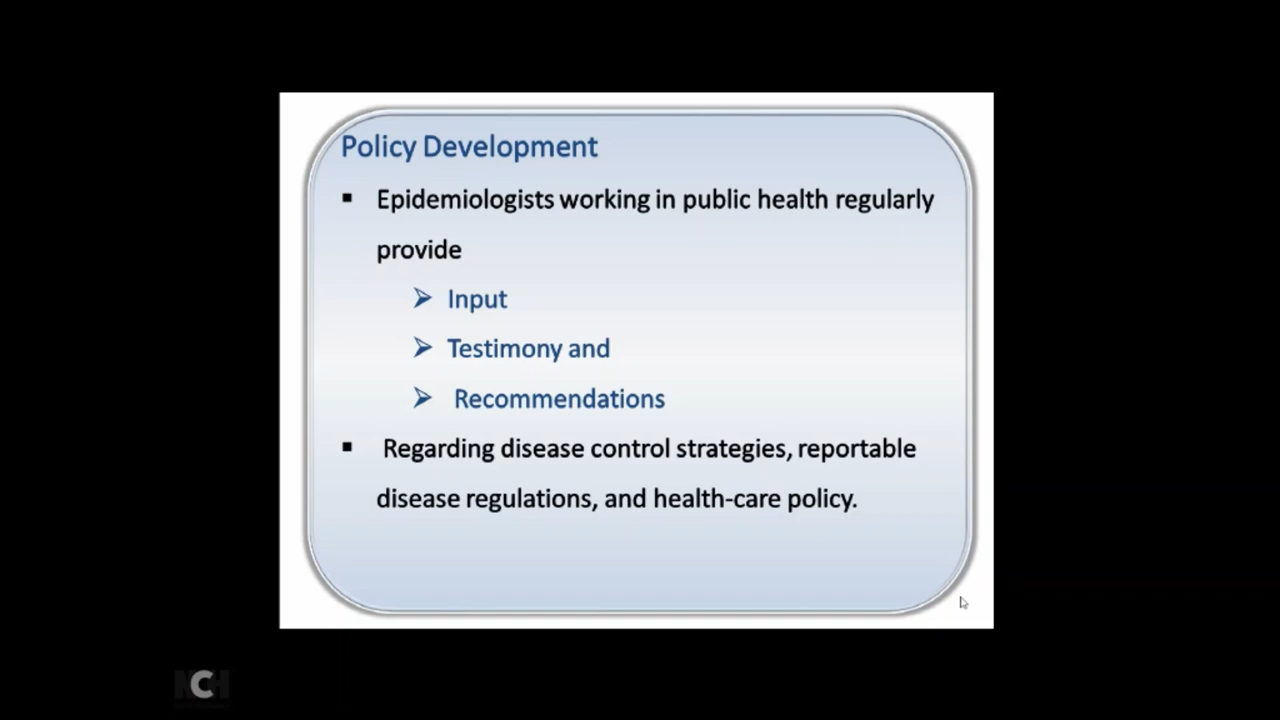 Policy Development
▪ Epidemiologists working in public health regularly
provide
➢ Input
➢ Testimony and
➢ Recommendations
▪ Regarding disease control strategies, reportable
disease regulations, and health-care policy.
NCH